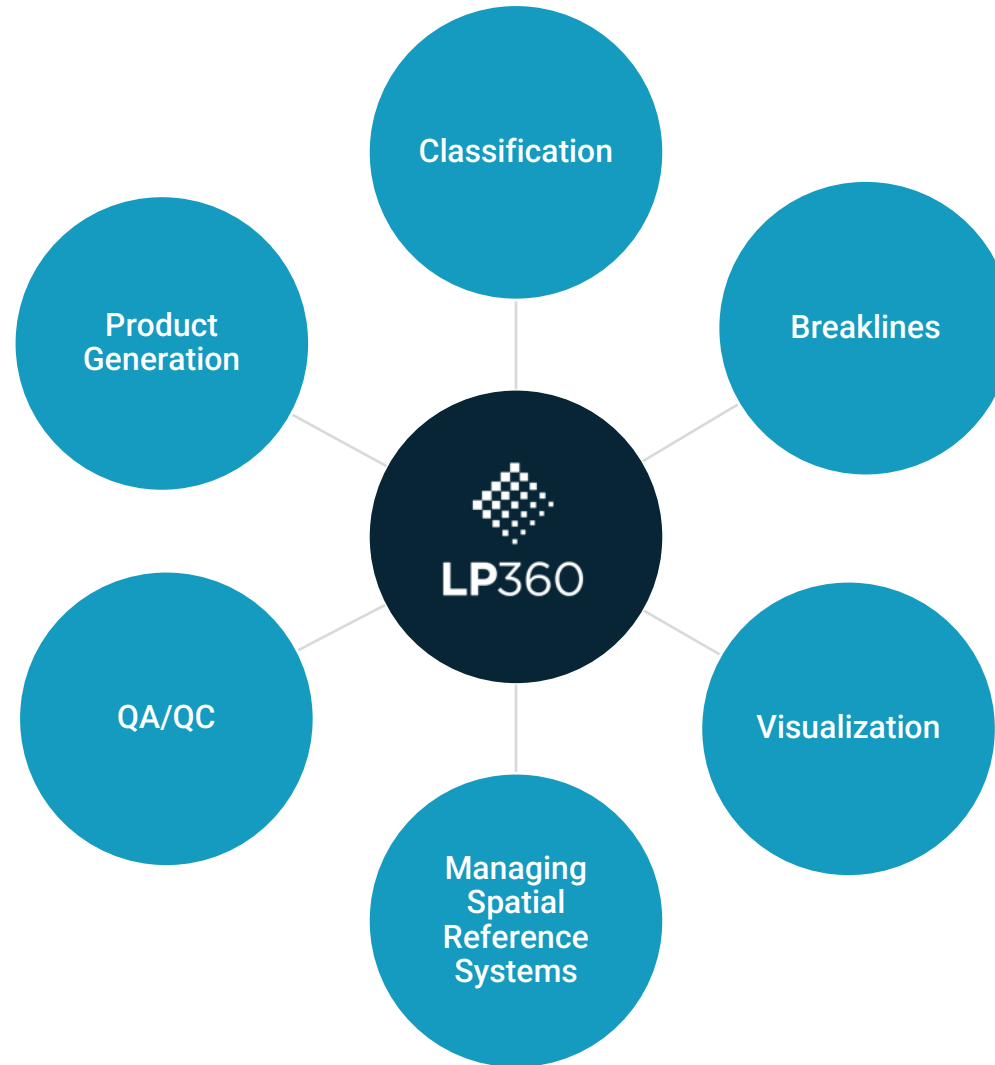 Classification
Product
Generation
Breaklines
LP360
QA/QC
Visualization
Managing
Spatial
Reference
Systems